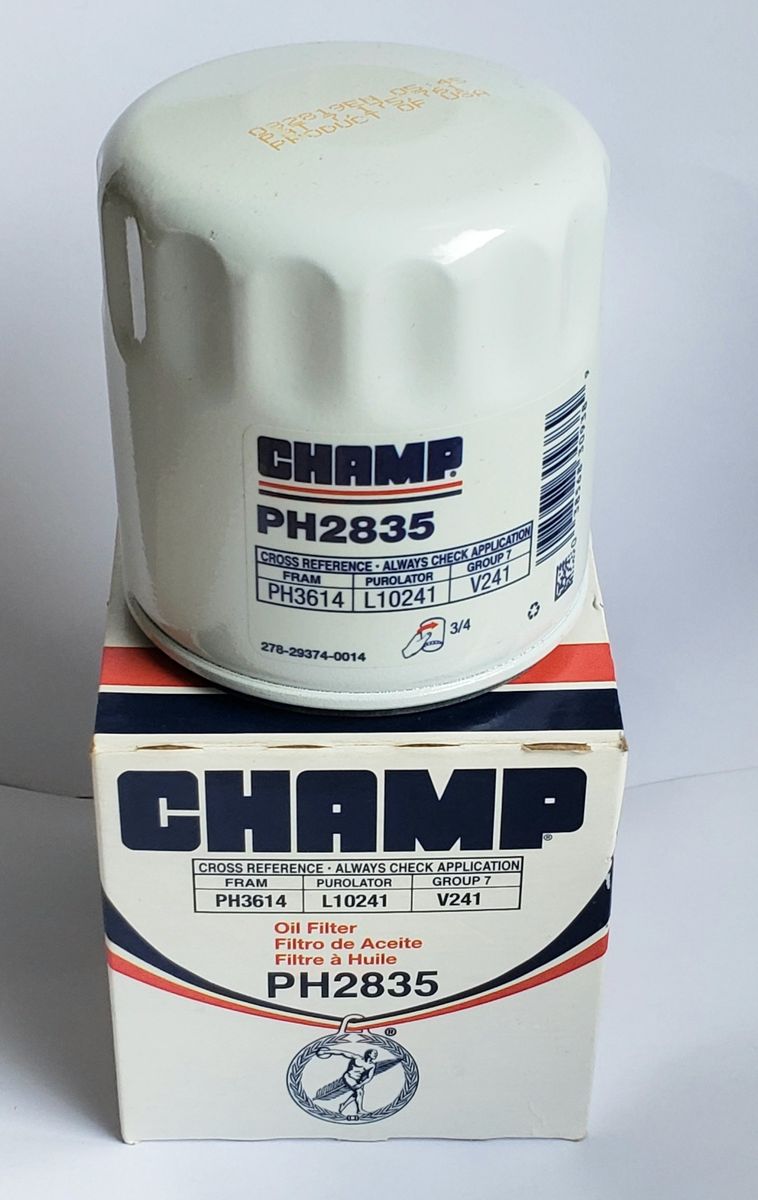 PRODUCT OF USA
CHAMP®
PH2835
CROSS REFERENCE · ALWAYS CHECK APPLICATION
FRAM PUROLATOR GROUP 7
PH3614 L10241 V241
278-29374-0014
3/4
CHAMP®
CROSS REFERENCE · ALWAYS CHECK APPLICATION
FRAM PUROLATOR GROUP 7
PH3614 L10241 V241
Oil Filter
Filtro de Aceite
Filtre à Huile
PH2835
®